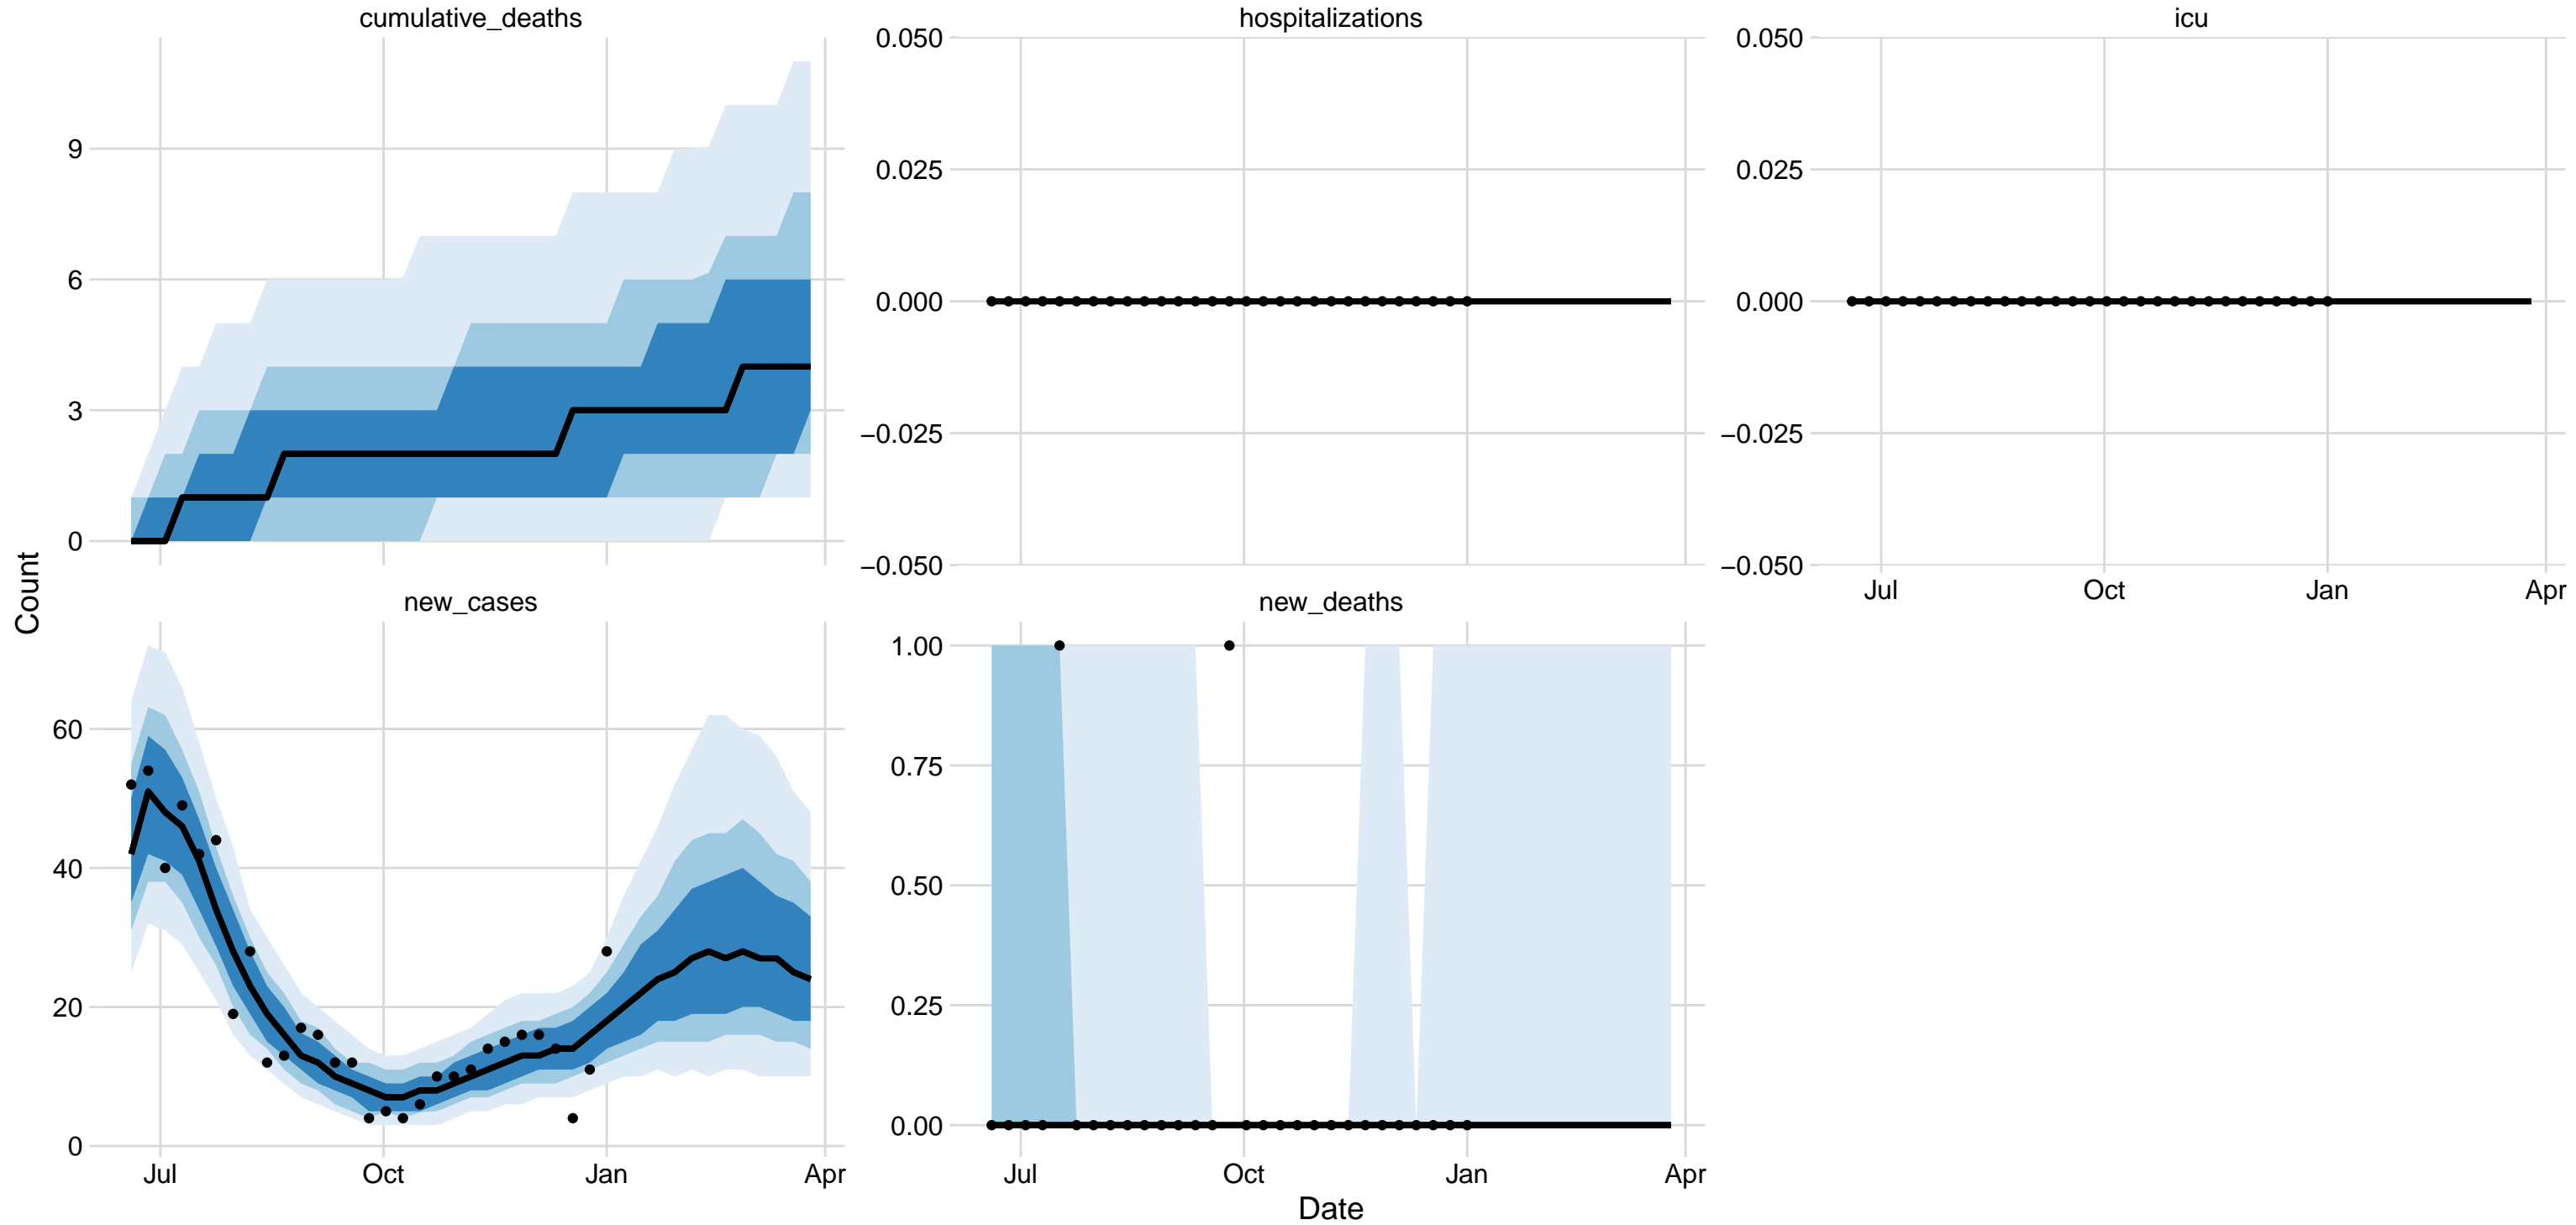 cumulative_deaths
hospitalizations
icu
9
6
3
0
0.050
0.025
0.000
−0.025
−0.050
0.050
0.025
0.000
−0.025
−0.050
Jul Oct Jan Apr
Count
new_cases
new_deaths
60
40
20
0
Jul Oct Jan Apr
1.00
0.75
0.50
0.25
0.00
Jul Oct Jan Apr
Date